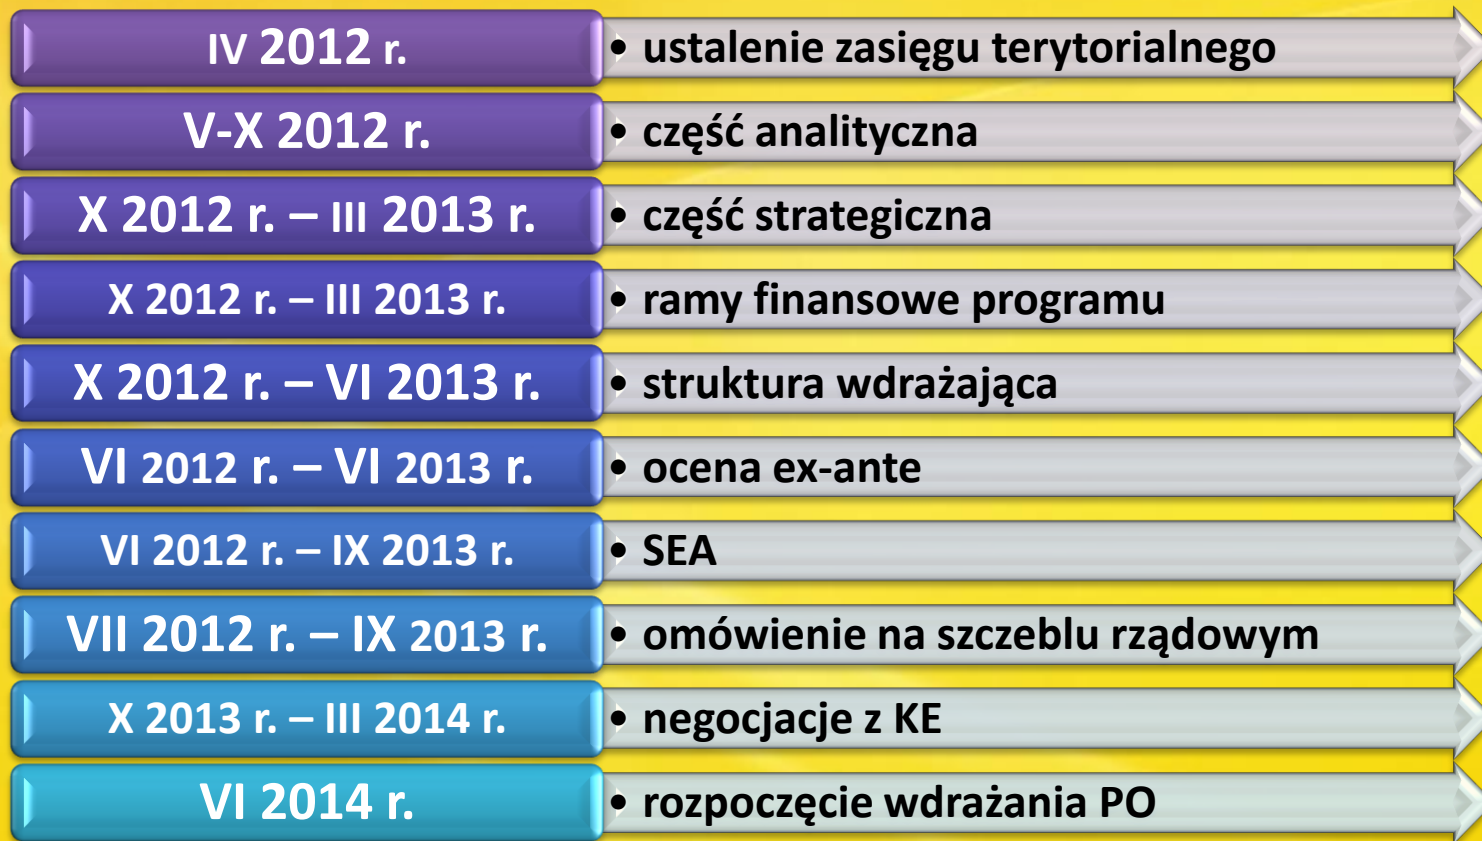 IV 2012 r.
• ustalenie zasięgu terytorialnego
V-X 2012 r.
• część analityczna
X 2012 r. – III 2013 r.
• część strategiczna
X 2012 r. – III 2013 r.
• ramy finansowe programu
X 2012 r. – VI 2013 r.
• struktura wdrażająca
VI 2012 r. – VI 2013 r.
• ocena ex-ante
VI 2012 r. – IX 2013 r.
• SEA
VII 2012 r. – IX 2013 r.
• omówienie na szczeblu rządowym
X 2013 r. – III 2014 r.
• negocjacje z KE
VI 2014 r.
• rozpoczęcie wdrażania PO